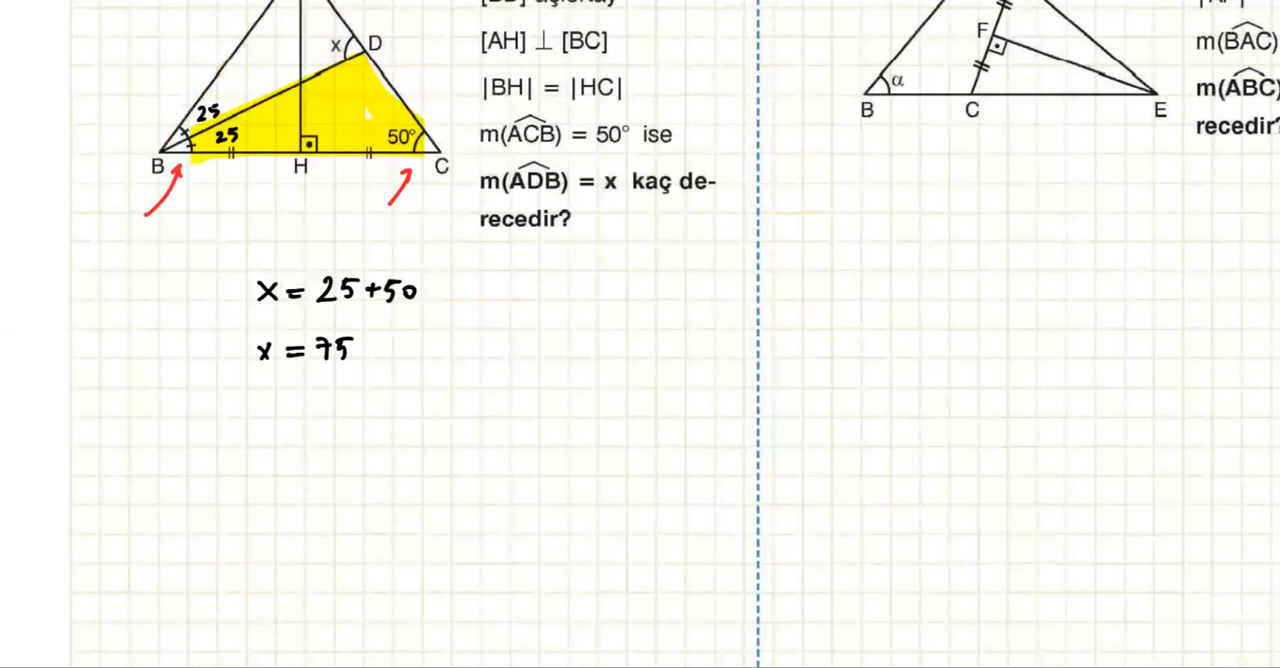 [AH] ⊥ [BC]
|BH| = |HC|
m(ACB) = 50° ise
m(ADB) = x kaç de-
recedir?
x
D
25
25
50°
B
H
C
x = 25+50
x = 75
F
α
B
C
E
m(BAC)
m(ABC)
recedir?